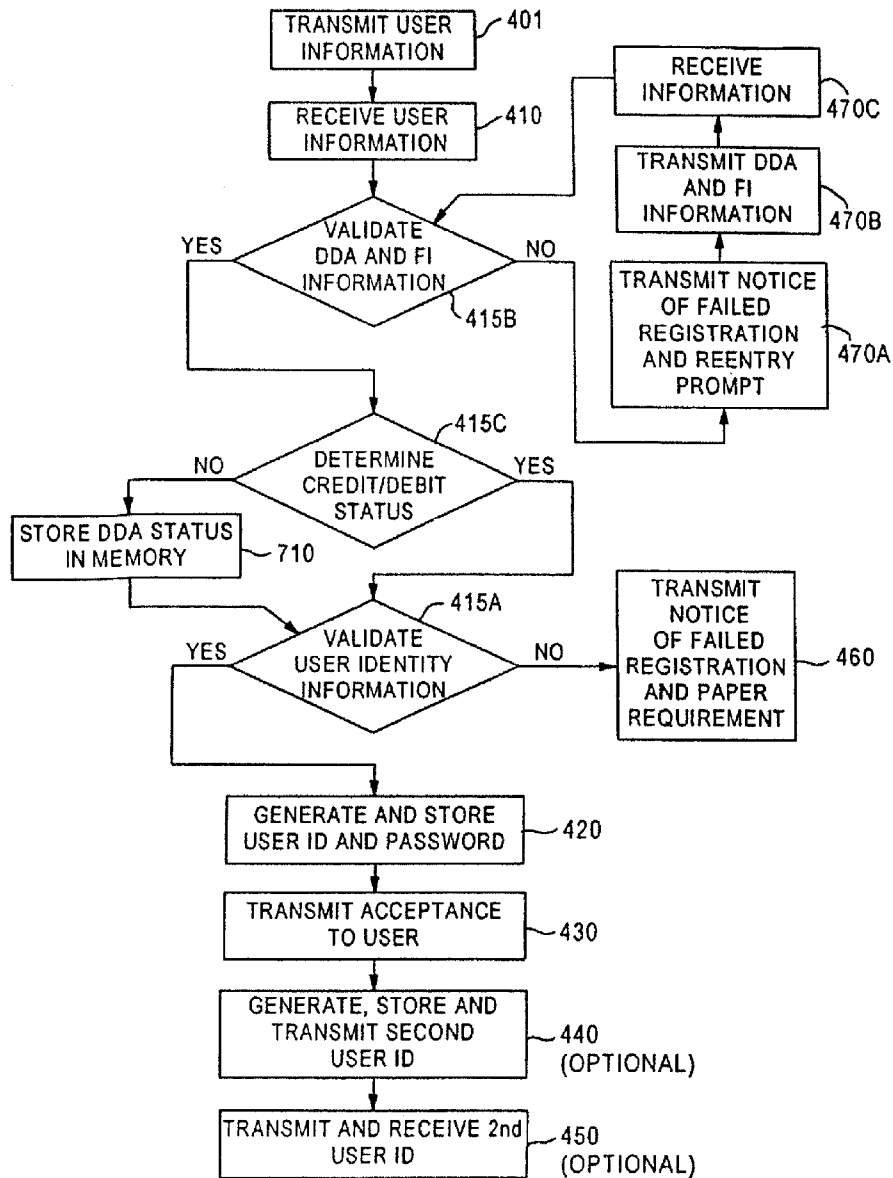 TRANSMIT USER
INFORMATION
401
RECEIVE USER
INFORMATION
410
RECEIVE
INFORMATION
470C
TRANSMIT DDA
AND FI
INFORMATION
470B
TRANSMIT NOTICE
OF FAILED
REGISTRATION
AND REENTRY
PROMPT
470A
YES
VALIDATE
DDA AND FI
INFORMATION
NO
415B
415C
NO
DETERMINE
CREDIT/DEBIT
STATUS
YES
STORE DDA STATUS
IN MEMORY
710
415A
YES
VALIDATE
USER IDENTITY
INFORMATION
NO
TRANSMIT
NOTICE
OF FAILED
REGISTRATION
AND PAPER
REQUIREMENT
460
GENERATE AND STORE
USER ID AND PASSWORD
420
TRANSMIT ACCEPTANCE
TO USER
430
GENERATE, STORE AND
TRANSMIT SECOND
USER ID
440
(OPTIONAL)
TRANSMIT AND RECEIVE 2nd
USER ID
450
(OPTIONAL)